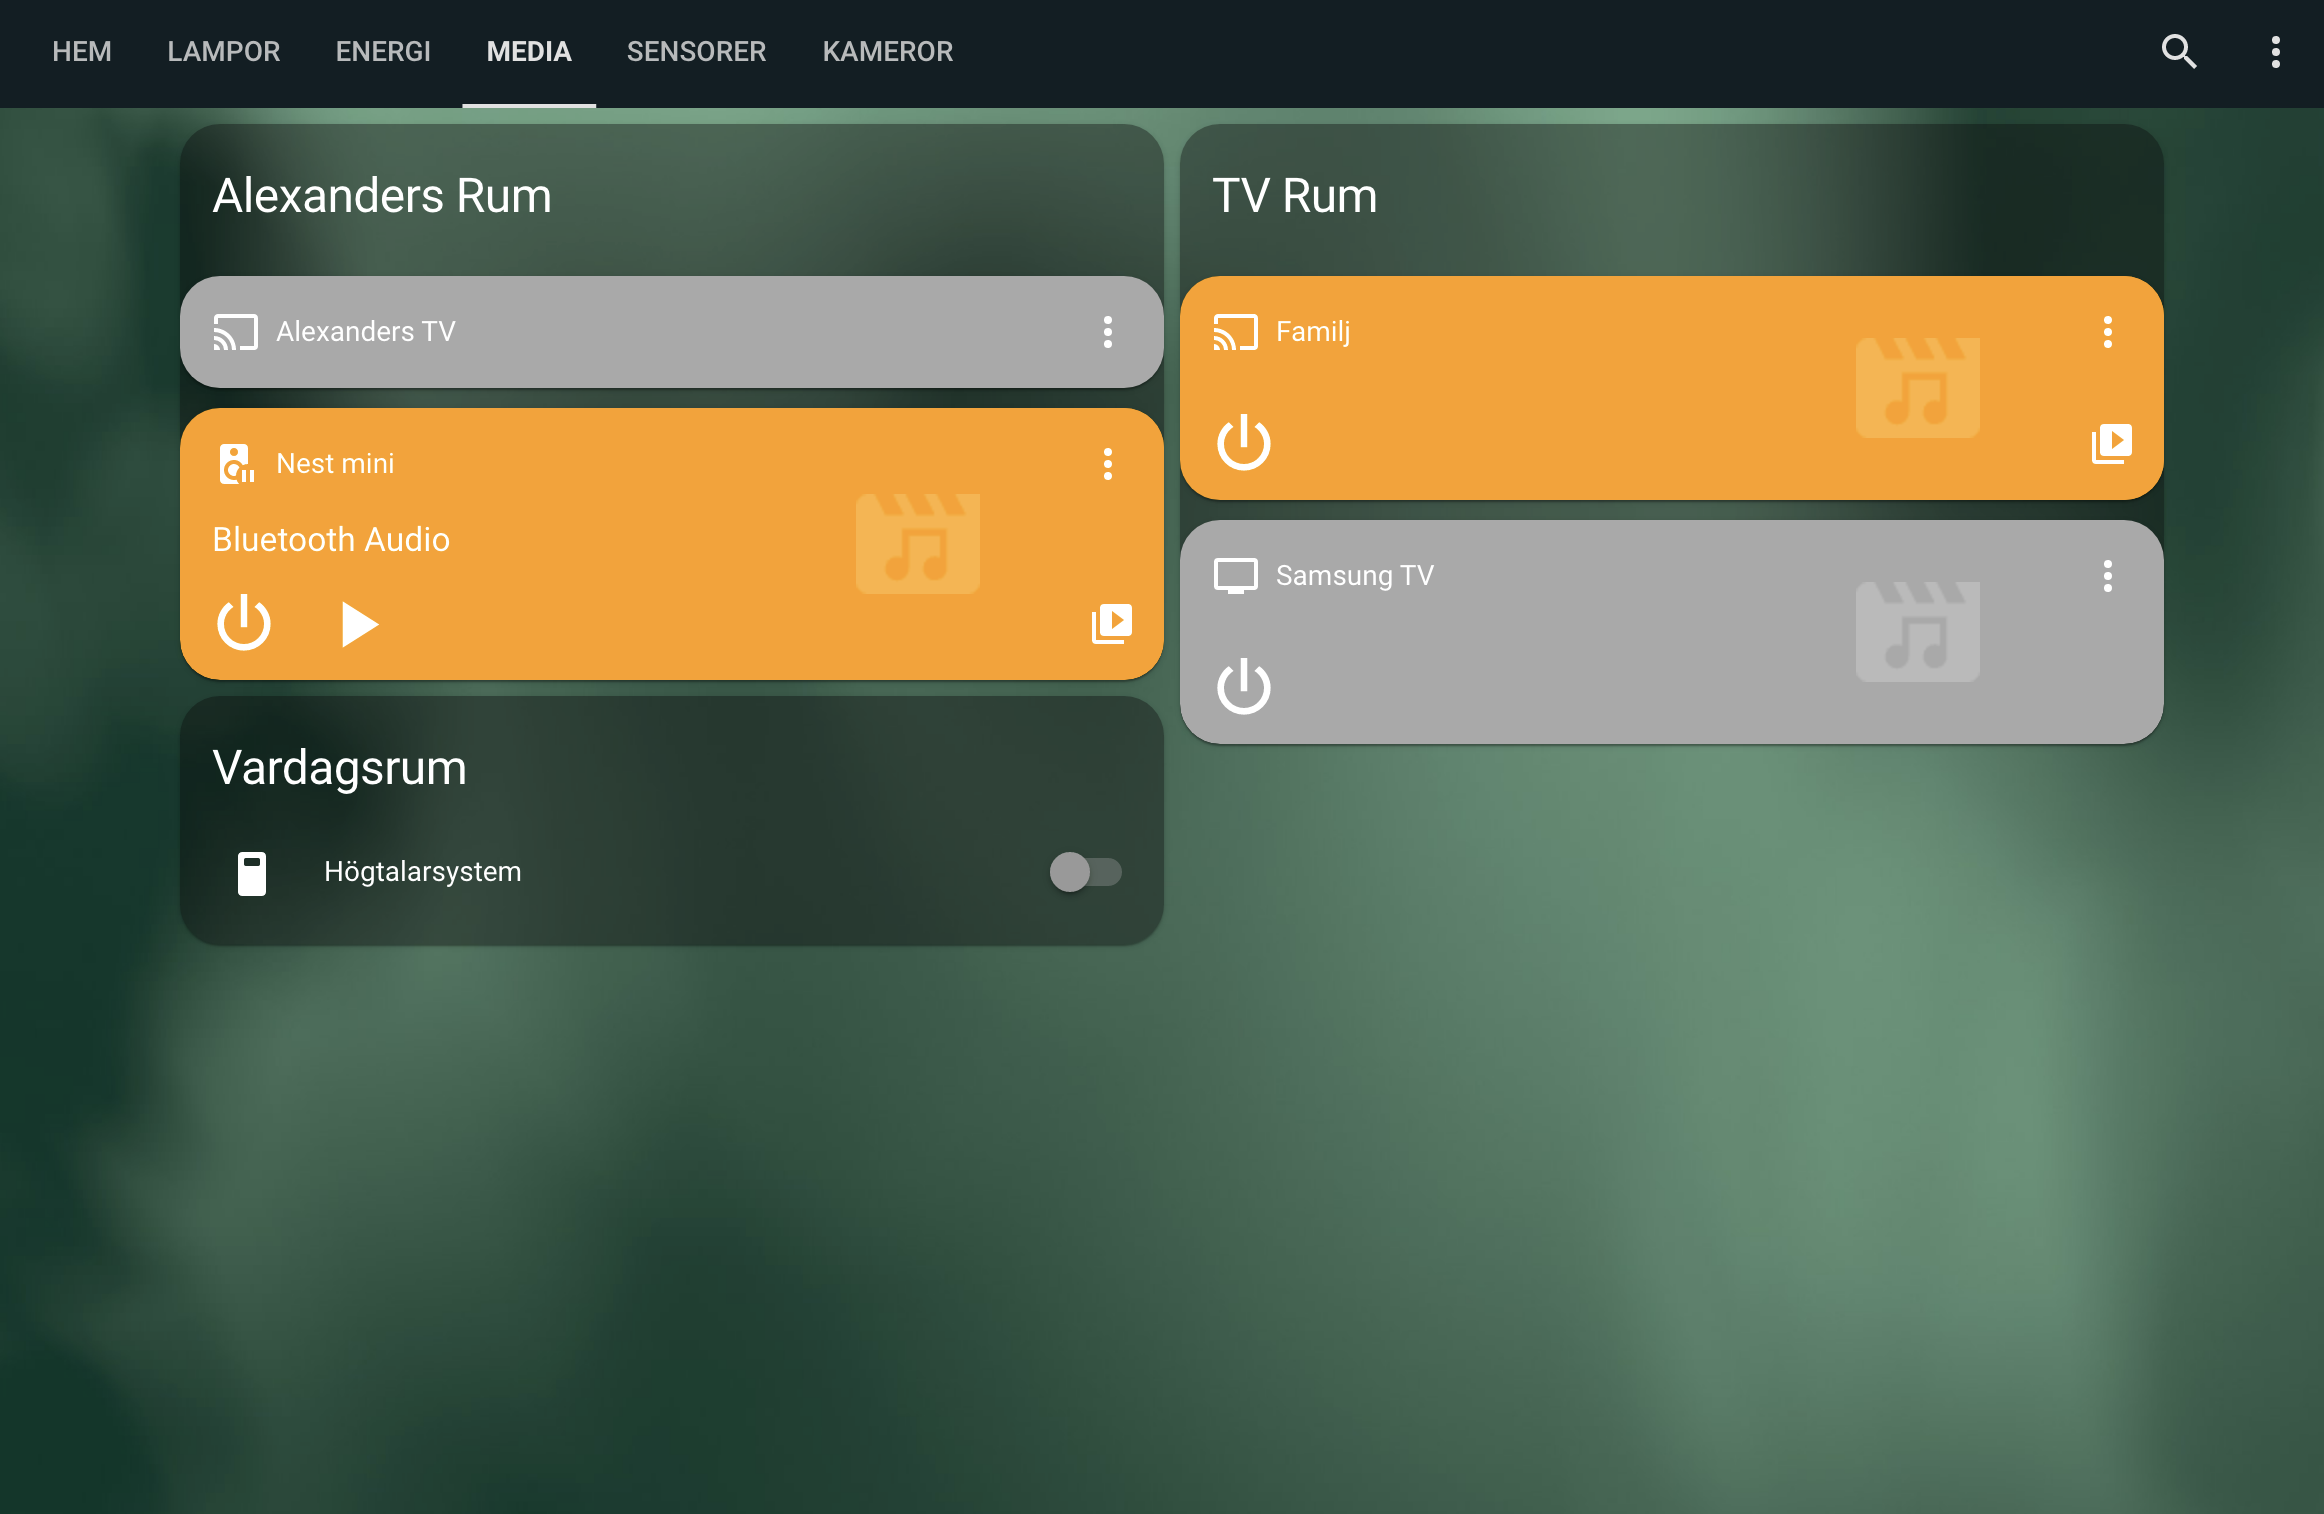 HEM
LAMPOR
ENERGI
MEDIA
SENSORER
KAMEROR
Alexanders Rum
Alexanders TV
Nest mini
Bluetooth Audio
Vardagsrum
Högtalarsystem
TV Rum
Familj
Samsung TV